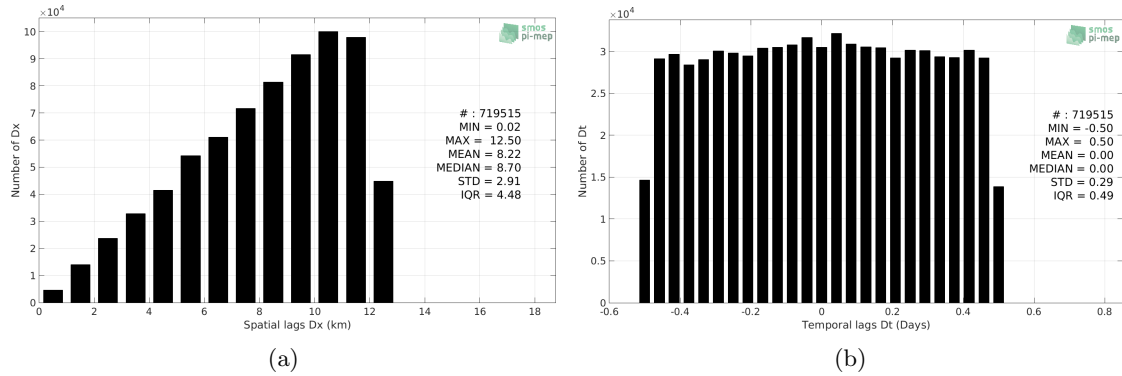 ×10⁴
smos
pi-mep
10
9
8
7
6
5
4
3
2
1
0
Number of Dx
# : 719515
MIN = 0.02
MAX = 12.50
MEAN = 8.22
MEDIAN = 8.70
STD = 2.91
IQR = 4.48
0 2 4 6 8 10 12 14 16 18
Spatial lags Dx (km)
(a)
×10⁴
smos
pi-mep
3
2.5
2
1.5
1
0.5
0
Number of Dt
# : 719515
MIN = -0.50
MAX = 0.50
MEAN = 0.00
MEDIAN = 0.00
STD = 0.29
IQR = 0.49
-0.6 -0.4 -0.2 0 0.2 0.4 0.6 0.8
Temporal lags Dt (Days)
(b)